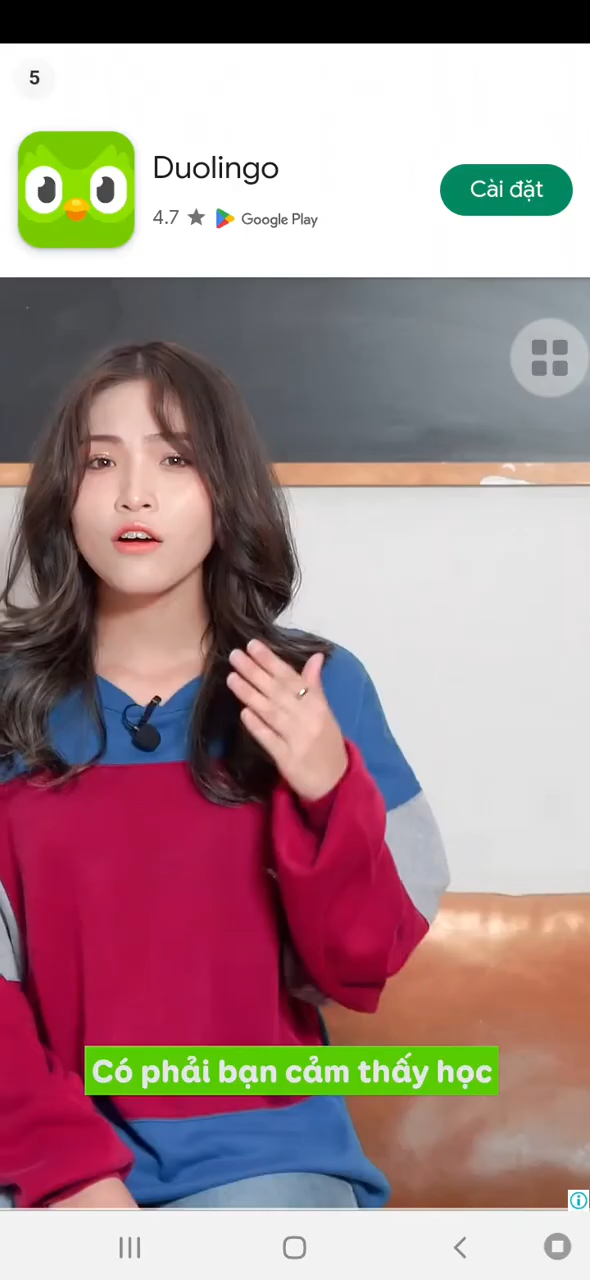 5
Duolingo
4.7 ★ Google Play
Cài đặt
Có phải bạn cảm thấy học